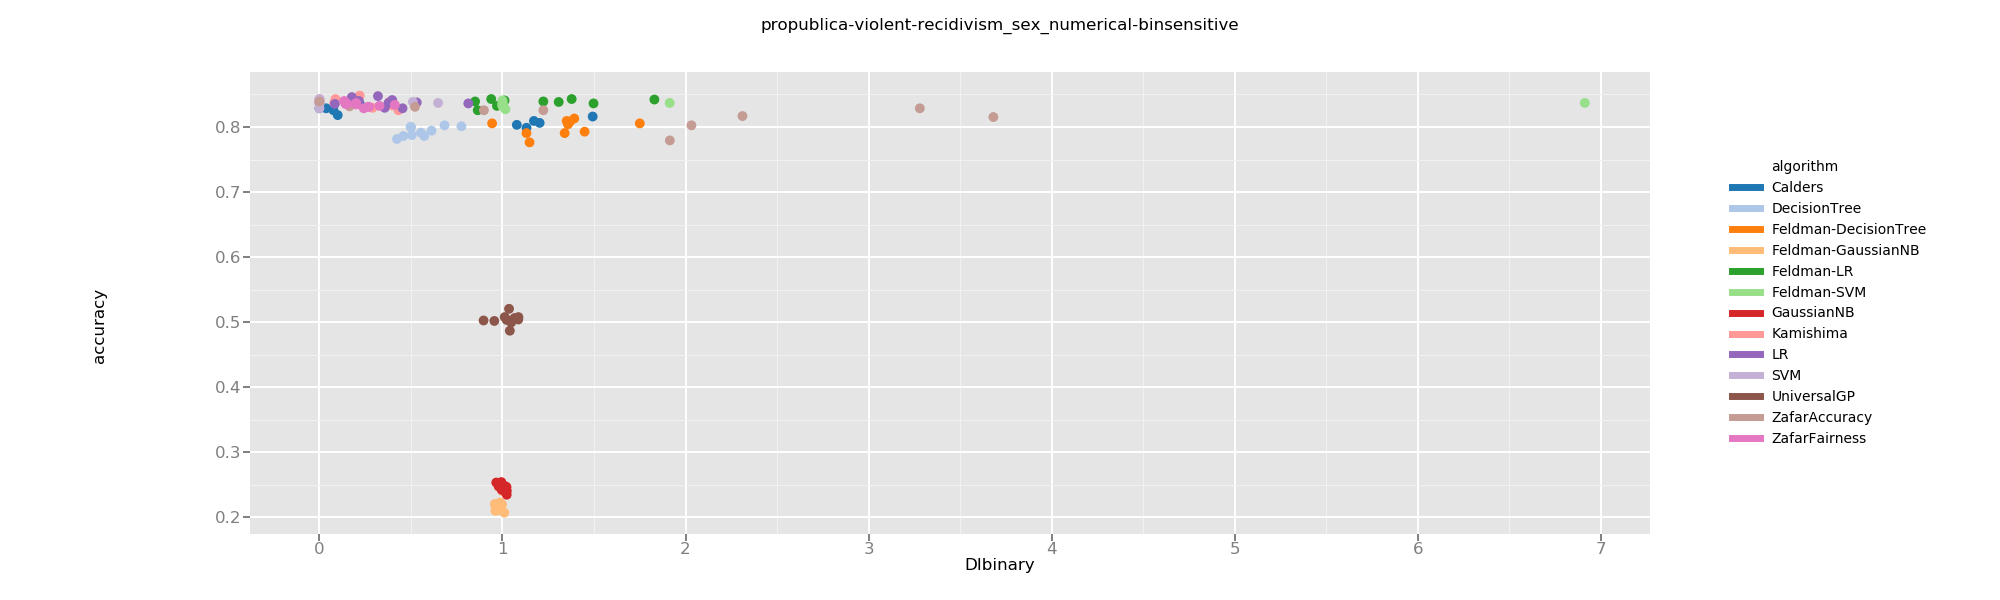 propublica-violent-recidivism_sex_numerical-binsensitive
accuracy
0.8
0.7
0.6
0.5
0.4
0.3
0.2
0 1 2 3 4 5 6 7
DIbinary
algorithm
Calders
DecisionTree
Feldman-DecisionTree
Feldman-GaussianNB
Feldman-LR
Feldman-SVM
GaussianNB
Kamishima
LR
SVM
UniversalGP
ZafarAccuracy
ZafarFairness